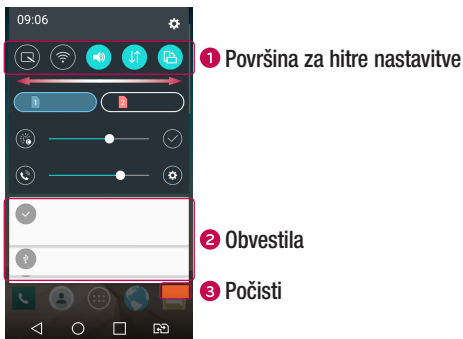 09:06
1 Površina za hitre nastavitve
1 2
2 Obvestila
3 Počisti